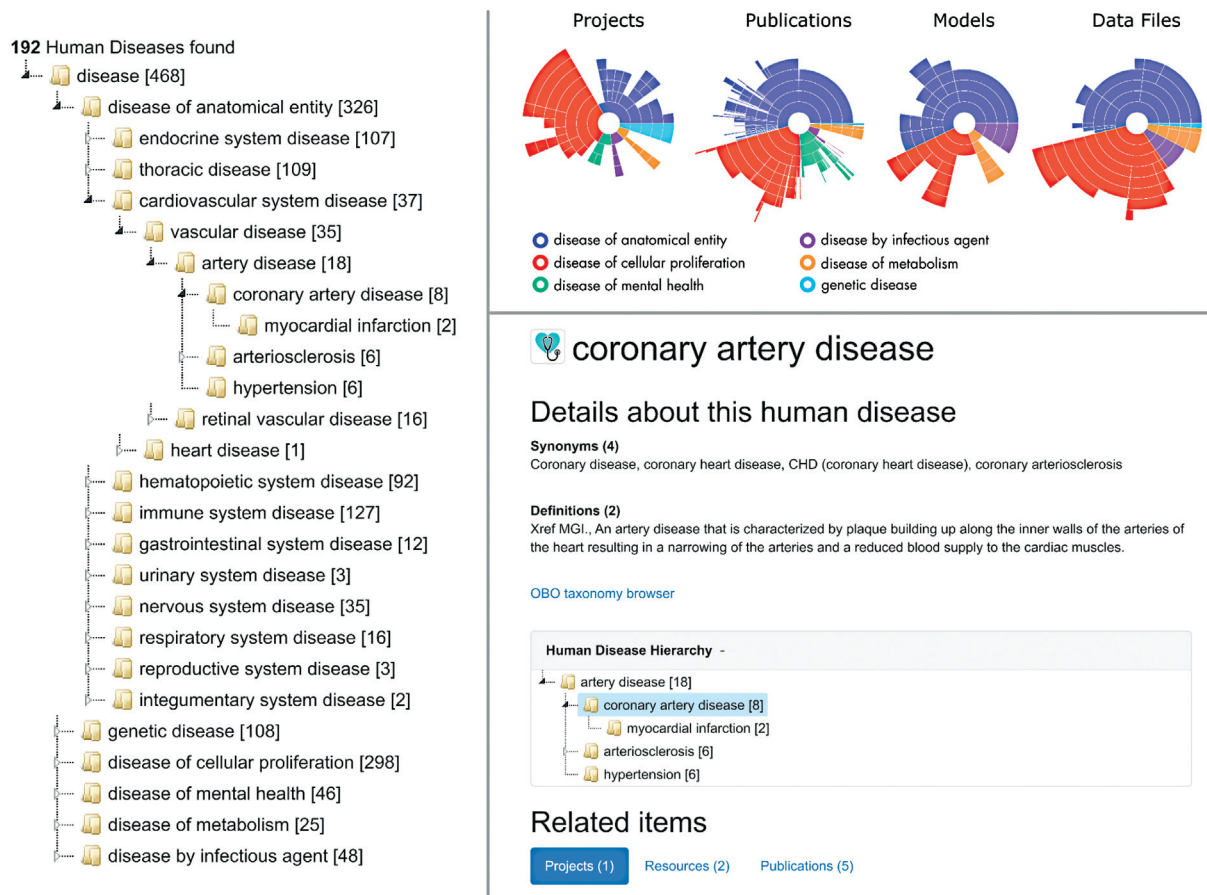 192 Human Diseases found
disease [468]
disease of anatomical entity [326]
endocrine system disease [107]
thoracic disease [109]
cardiovascular system disease [37]
vascular disease [35]
artery disease [18]
coronary artery disease [8]
myocardial infarction [2]
arteriosclerosis [6]
hypertension [6]
retinal vascular disease [16]
heart disease [1]
hematopoietic system disease [92]
immune system disease [127]
gastrointestinal system disease [12]
urinary system disease [3]
nervous system disease [35]
respiratory system disease [16]
reproductive system disease [3]
integumentary system disease [2]
genetic disease [108]
disease of cellular proliferation [298]
disease of mental health [46]
disease of metabolism [25]
disease by infectious agent [48]
Projects Publications Models Data Files
disease of anatomical entity
disease of cellular proliferation
disease of mental health
disease by infectious agent
disease of metabolism
genetic disease
coronary artery disease
Details about this human disease
Synonyms (4)
Coronary disease, coronary heart disease, CHD (coronary heart disease), coronary arteriosclerosis
Definitions (2)
Xref MGI., An artery disease that is characterized by plaque building up along the inner walls of the arteries of
the heart resulting in a narrowing of the arteries and a reduced blood supply to the cardiac muscles.
OBO taxonomy browser
Human Disease Hierarchy -
artery disease [18]
coronary artery disease [8]
myocardial infarction [2]
arteriosclerosis [6]
hypertension [6]
Related items
Projects (1) Resources (2) Publications (5)